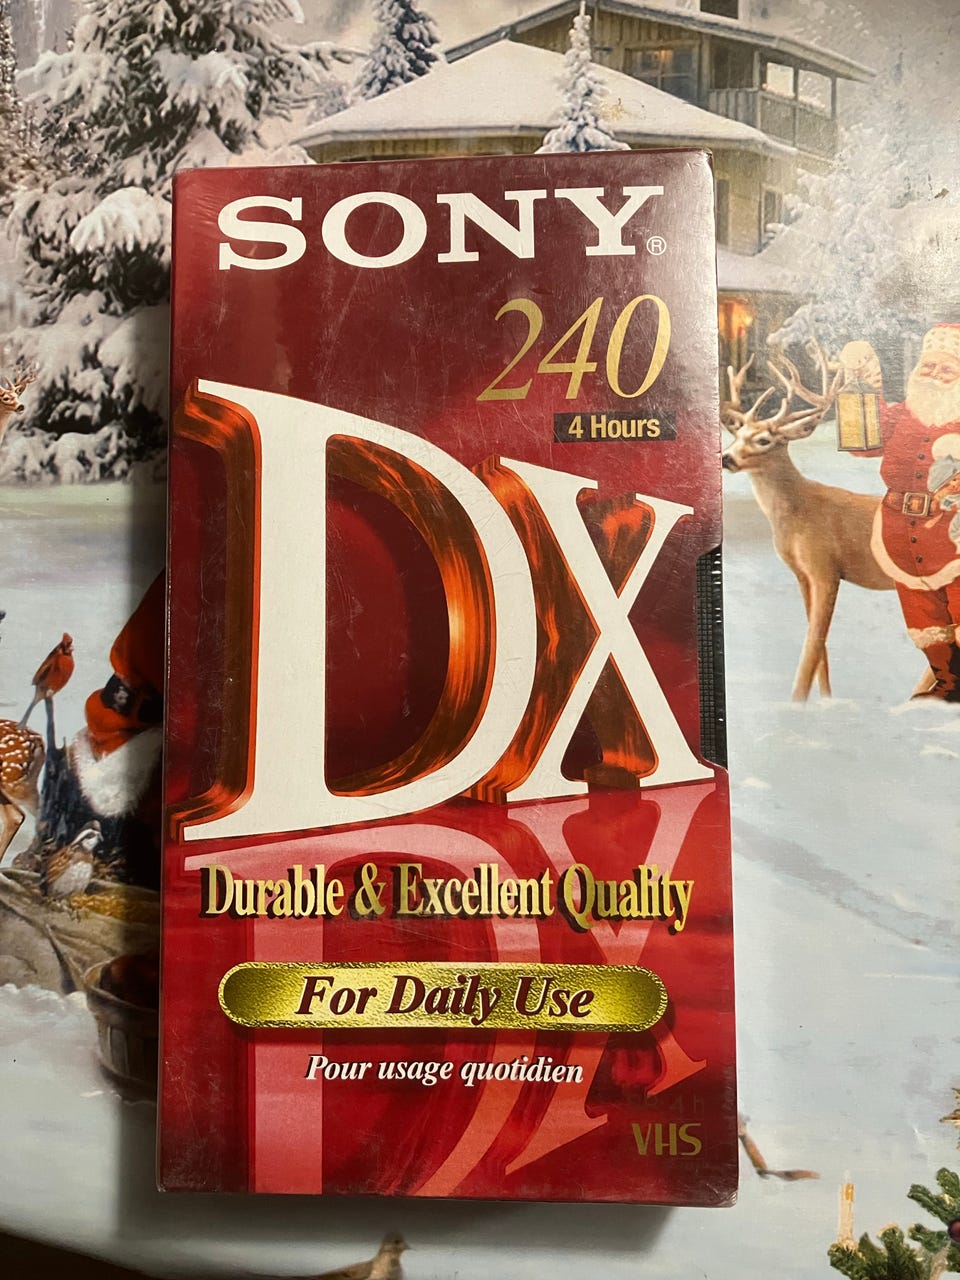 SONY®
240
4 Hours
DX
Durable & Excellent Quality
For Daily Use
Pour usage quotidien
VHS